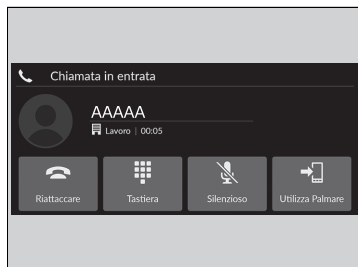 Chiamata in entrata
AAAAA
Lavoro | 00:05
Riattaccare
Tastiera
Silenzioso
Utilizza Palmare